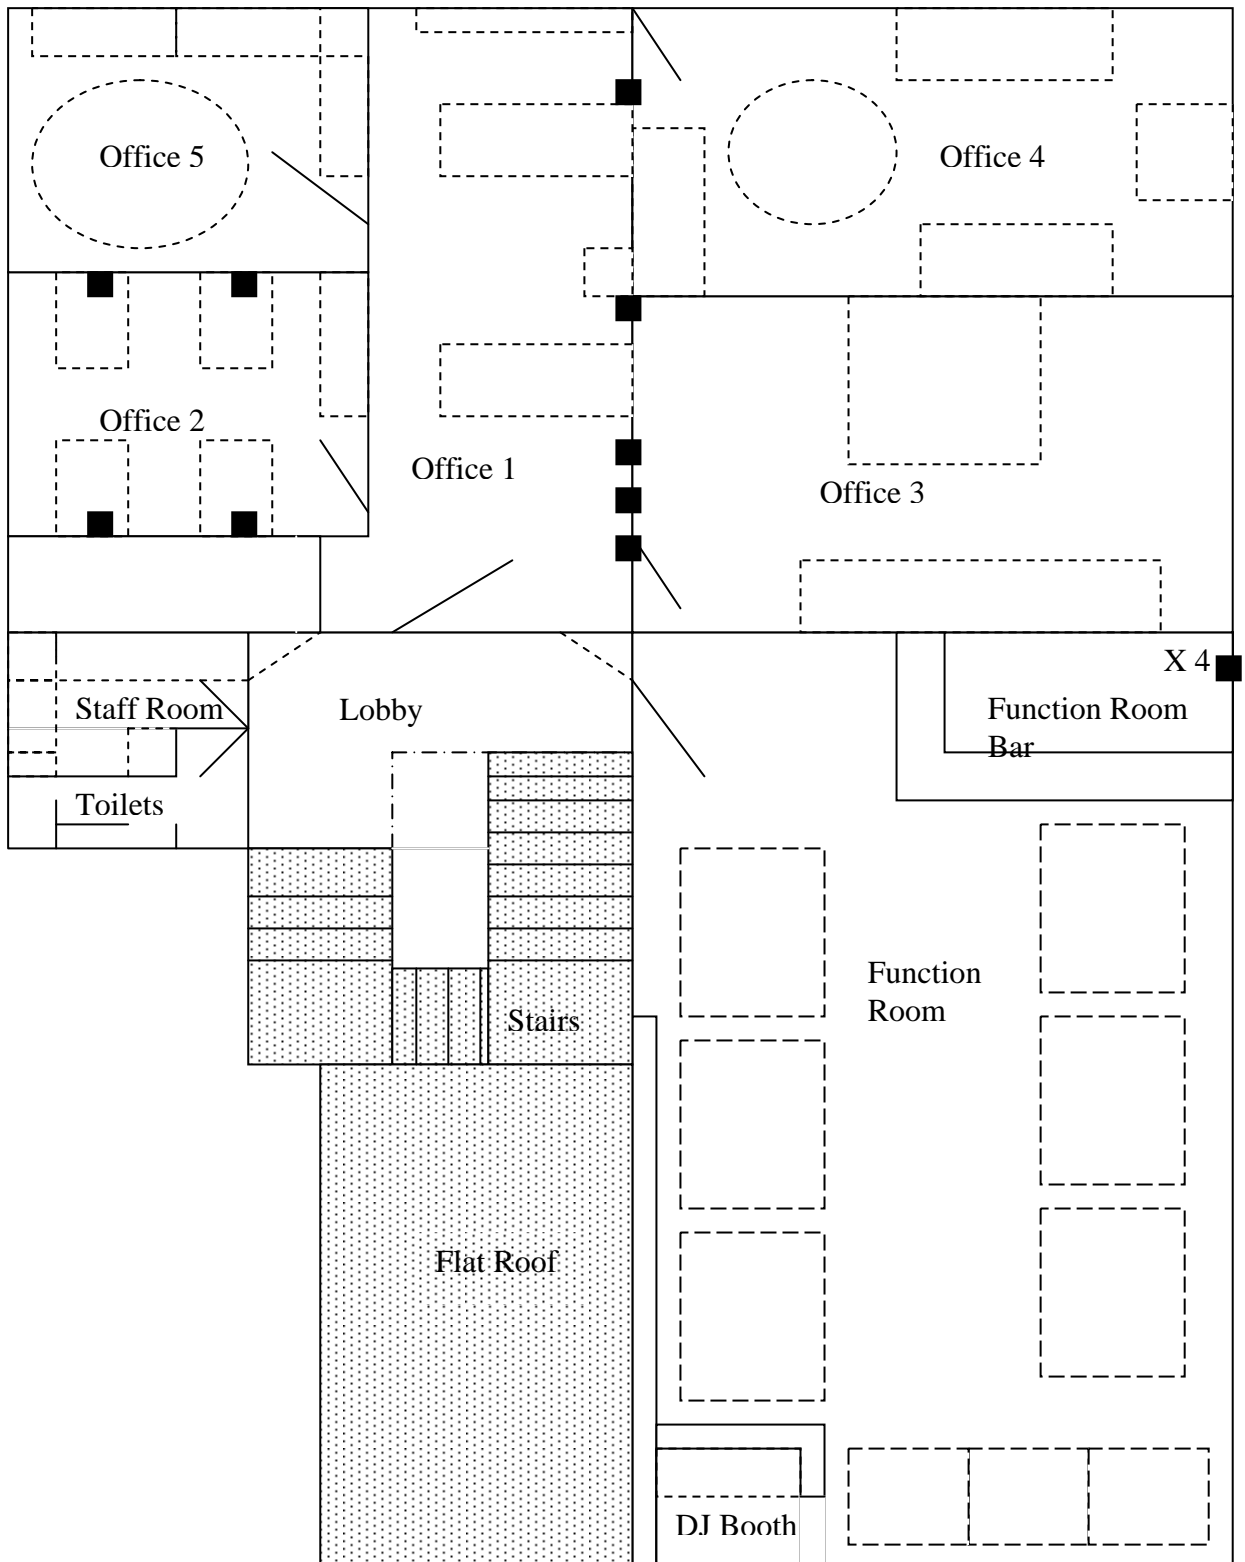 Office 5
Office 4
Office 2
Office 1
Office 3
X 4
Staff Room
Lobby
Function Room
Bar
Toilets
Function
Room
Stairs
Flat Roof
DJ Booth